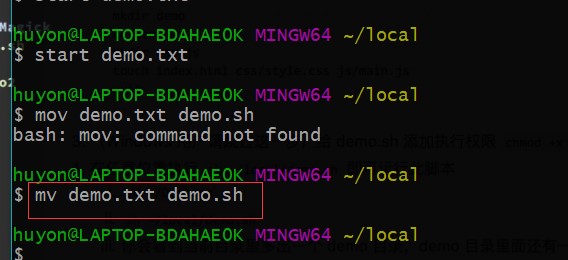 huyon@LAPTOP-BDAHAE0K MINGW64 ~/local
$ start demo.txt
huyon@LAPTOP-BDAHAE0K MINGW64 ~/local
$ mov demo.txt demo.sh
bash: mov: command not found
huyon@LAPTOP-BDAHAE0K MINGW64 ~/local
$ mv demo.txt demo.sh
huyon@LAPTOP-BDAHAE0K MINGW64 ~/local
$